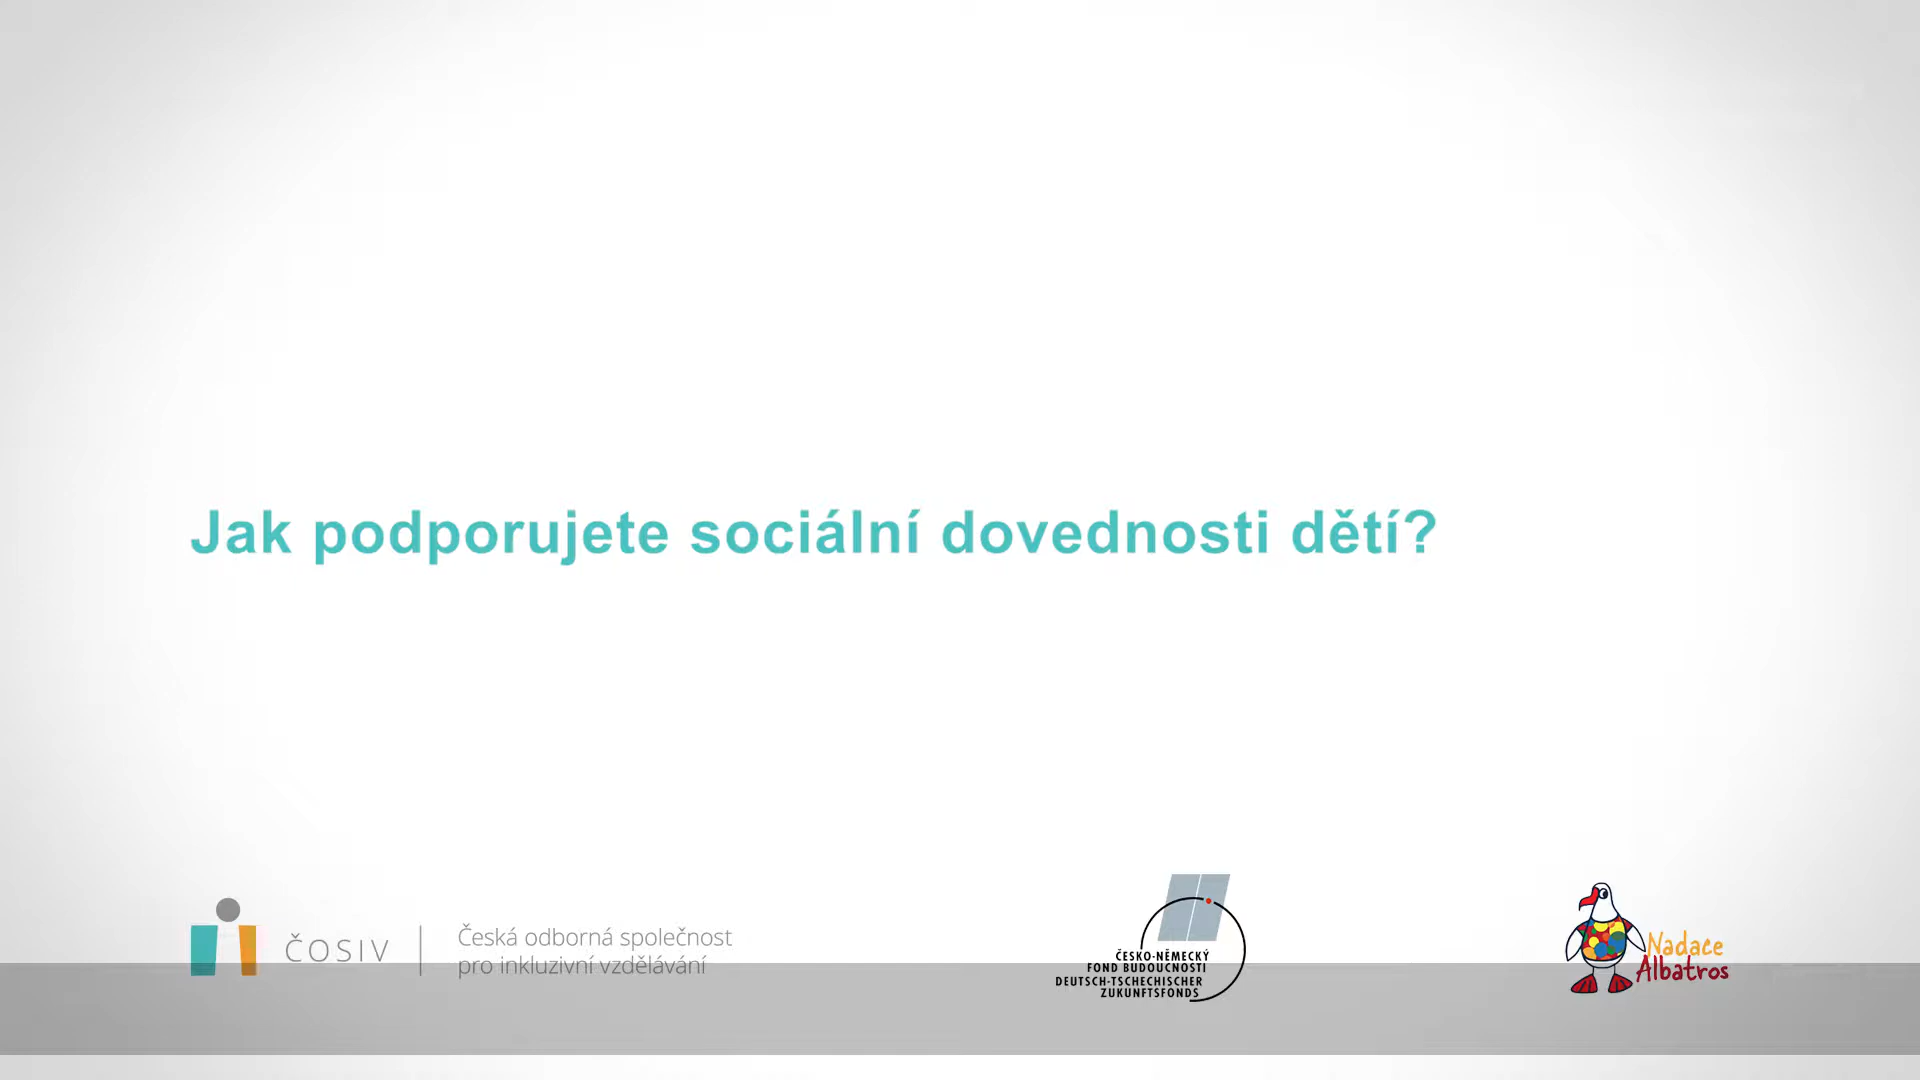 Jak podporujete sociální dovednosti dětí?
ČOSIV
Česká odborná společnost
pro inkluzivní vzdělávání
ČESKO-NĚMECKÝ
FOND BUDOUCNOSTI
DEUTSCH-TSCHECHISCHER
ZUKUNFTSFONDS
Nadace
Albatros